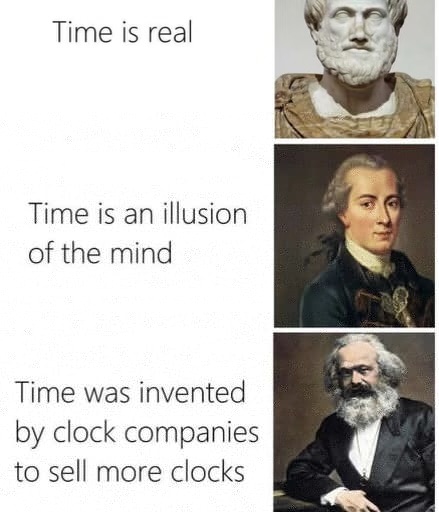 Time is real
Time is an illusion
of the mind
Time was invented
by clock companies
to sell more clocks